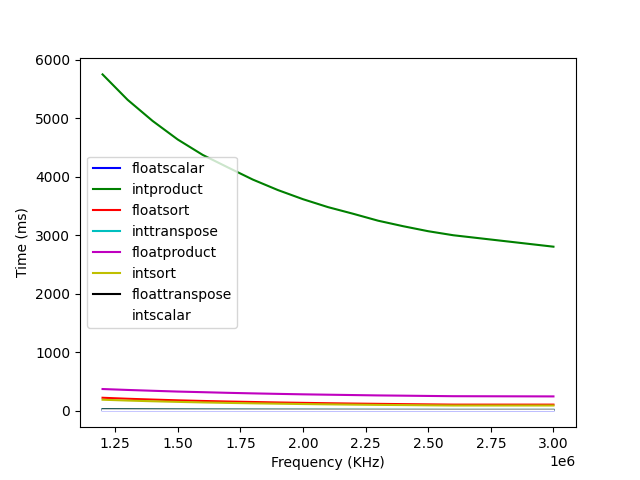 6000
5000
4000
3000
2000
1000
0
Time (ms)
floatscalar
intproduct
floatsort
inttranspose
floatproduct
intsort
floattranspose
intscalar
1.25 1.50 1.75 2.00 2.25 2.50 2.75 3.00
1e6
Frequency (KHz)